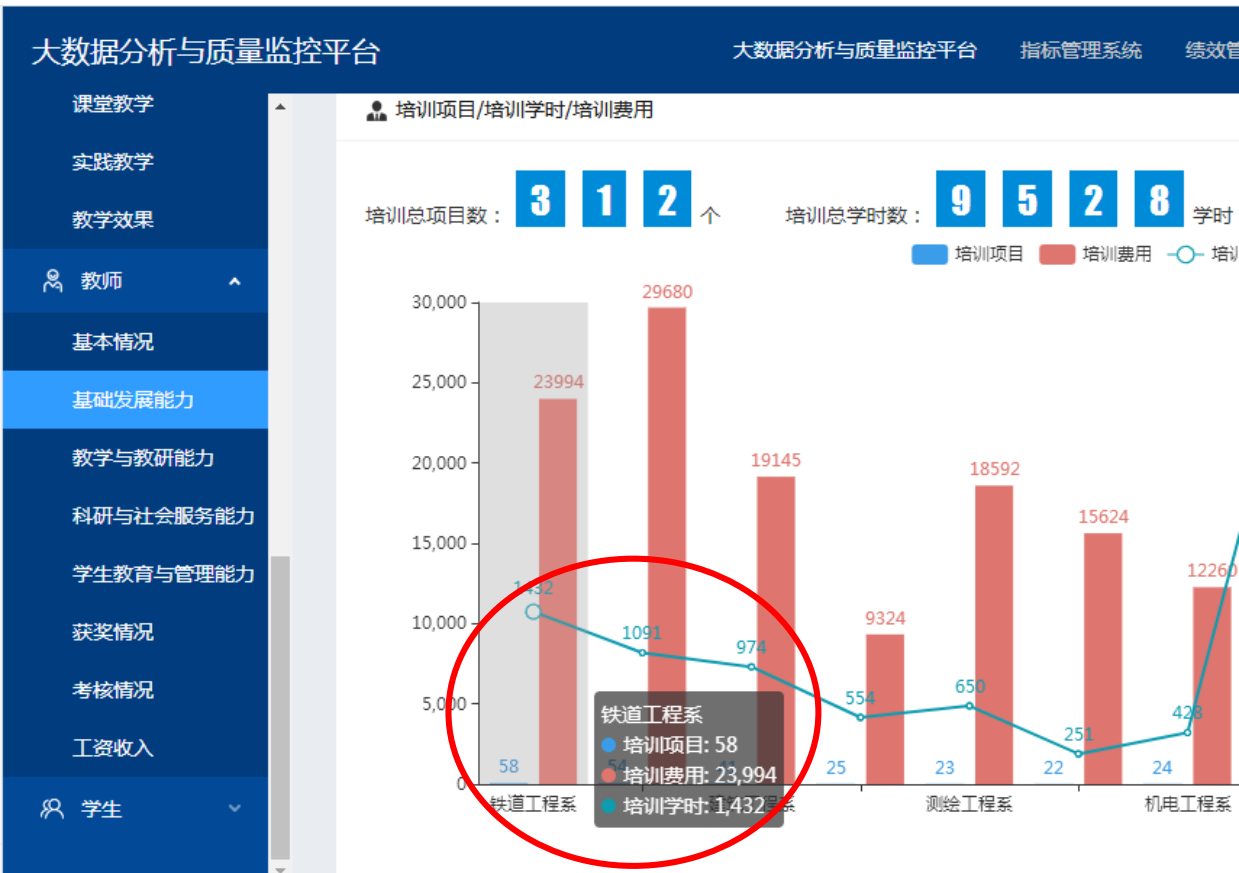 大数据分析与质量监控平台
大数据分析与质量监控平台
指标管理系统
绩效管
课堂教学
实践教学
教学效果
教师
基本情况
基础发展能力
教学与教研能力
科研与社会服务能力
学生教育与管理能力
获奖情况
考核情况
工资收入
学生
培训项目/培训学时/培训费用
培训总项目数： 3 1 2 个
培训总学时数： 9 5 2 8 学时
培训项目
培训费用
培训
30,000
25,000
20,000
15,000
10,000
5,000
0
23994
29680
19145
9324
18592
15624
12260
1432
1091
974
554
650
251
428
58
54
41
25
23
22
24
铁道工程系
测绘工程系
机电工程系
铁道工程系
培训项目: 58
培训费用: 23,994
培训学时: 1,432